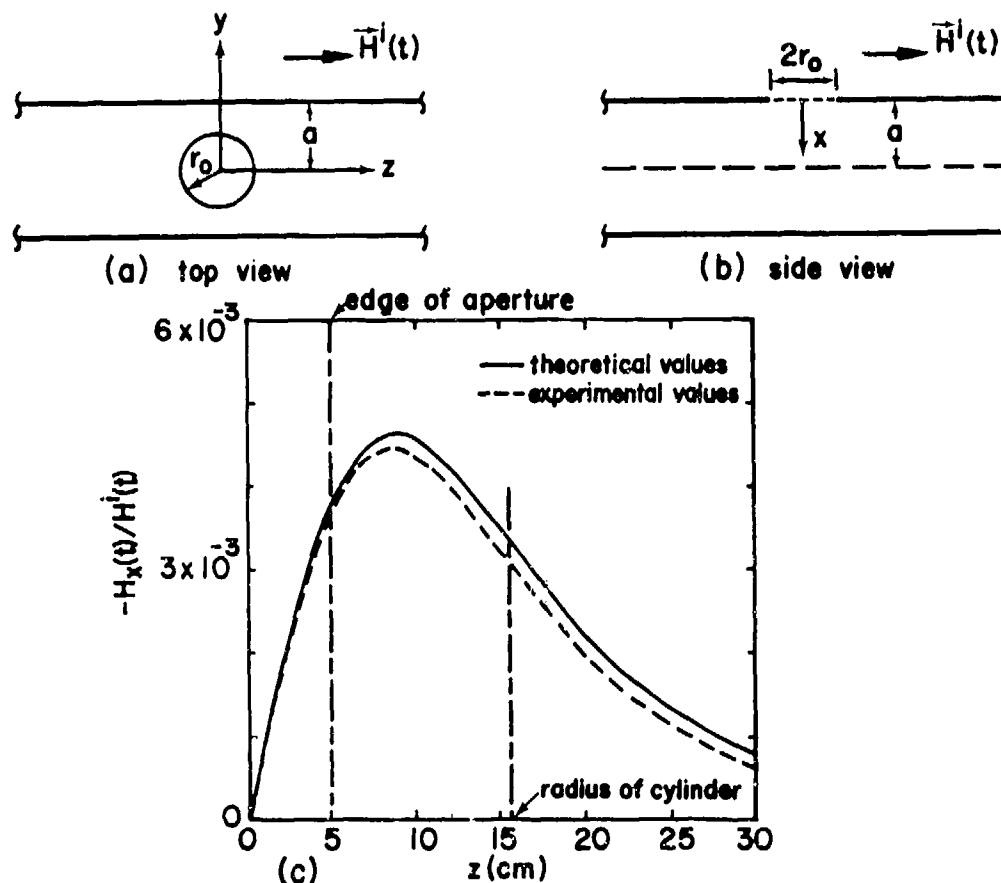 y
H⃗ⁱ(t)
a
r₀
z
(a) top view
H⃗ⁱ(t)
2r₀
x
a
(b) side view
edge of aperture
theoretical values
experimental values
6×10⁻³
3×10⁻³
0
-Hₓ(t)/Hⁱ(t)
radius of cylinder
0 5 10 15 20 25 30
(c)
z (cm)